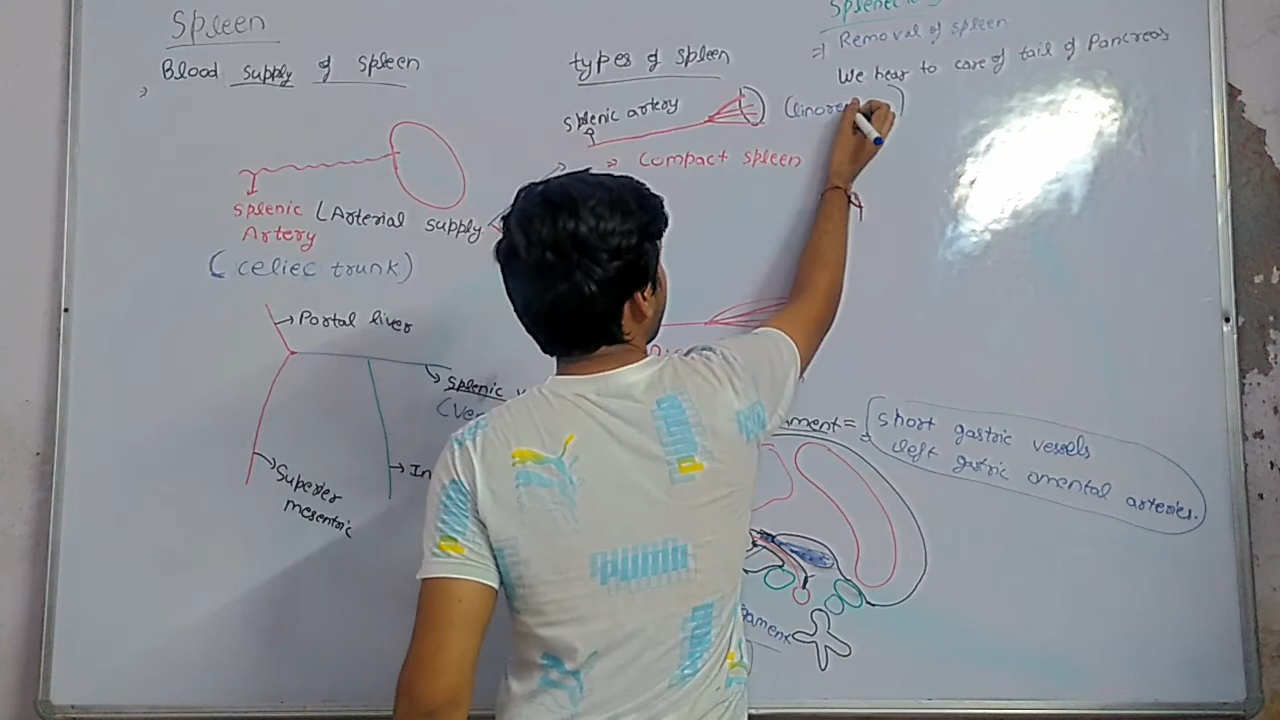 Spleen
Blood supply of spleen
Splenic
Artery
(Arterial supply
(celiec trunk)
Portal liver
Splenic
Superier
mesentric
types of spleen
Splenic artery
⇒ Compact spleen
⇒ Removal of spleen
We hear to care of tail of Pancreas
short gastric vessels
left gastric omental arteries.
PUMA